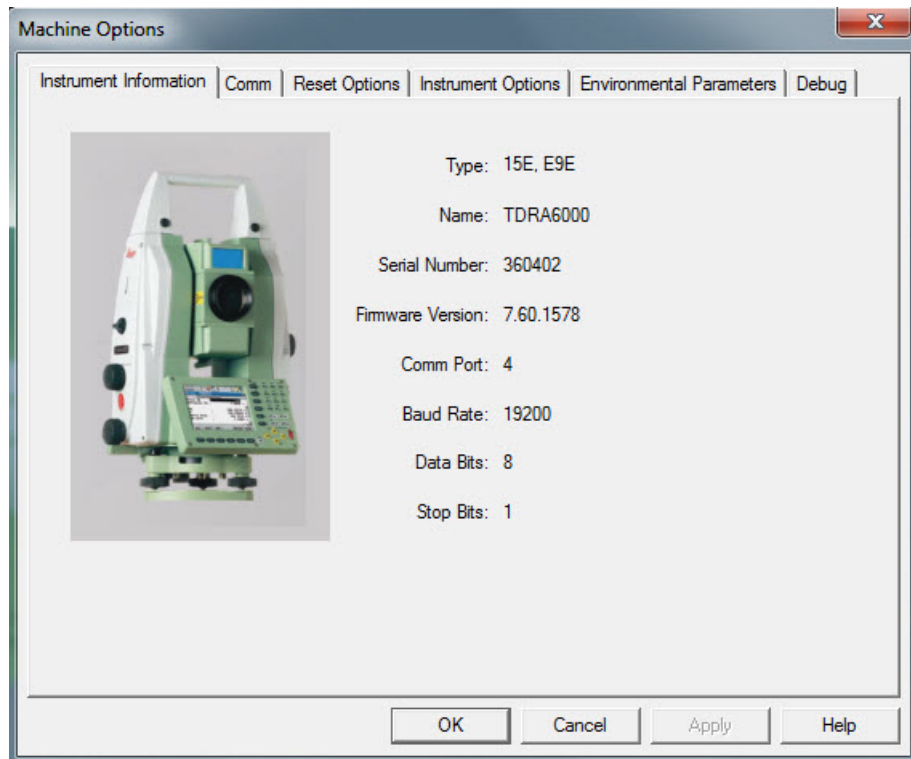 Machine Options
Instrument Information Comm Reset Options Instrument Options Environmental Parameters Debug
Type: 15E, E9E
Name: TDRA6000
Serial Number: 360402
Firmware Version: 7.60.1578
Comm Port: 4
Baud Rate: 19200
Data Bits: 8
Stop Bits: 1
OK Cancel Apply Help